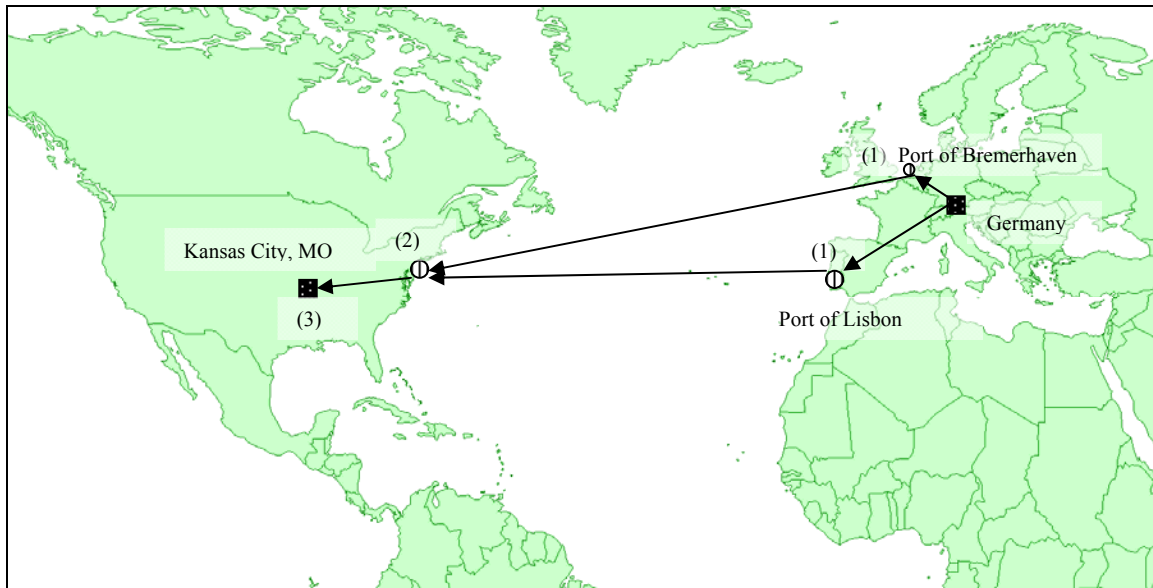 (1) Port of Bremerhaven
Germany
(2)
Kansas City, MO
(1)
(3)
Port of Lisbon